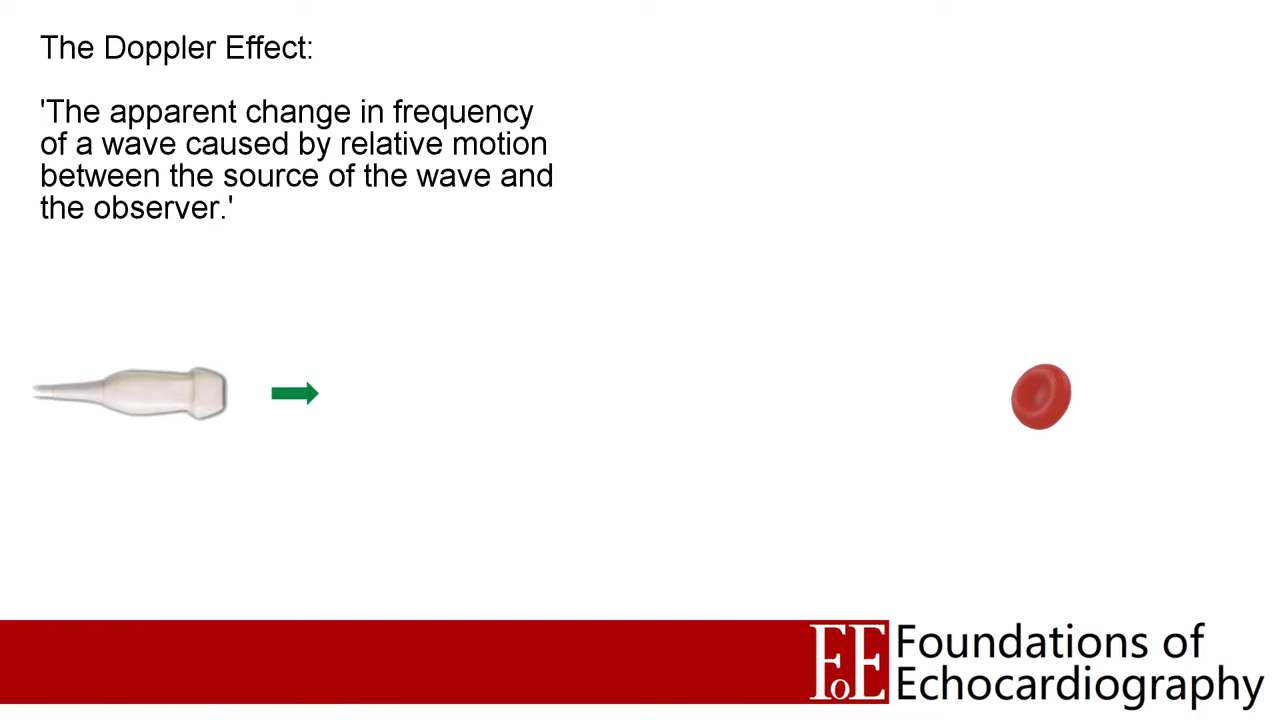 The Doppler Effect:
'The apparent change in frequency
of a wave caused by relative motion
between the source of the wave and
the observer.'
FoE
Foundations of
Echocardiography